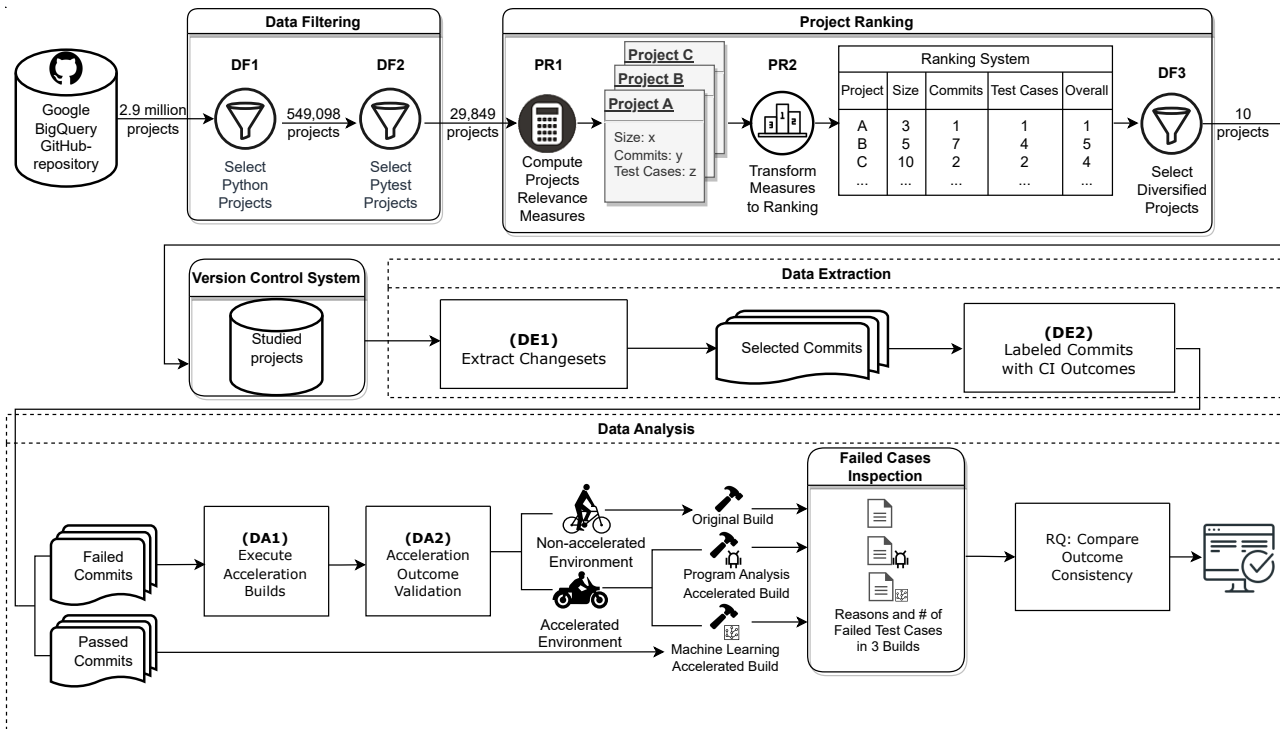 Data Filtering
Project Ranking
Google
BigQuery
GitHub-
repository
2.9 million
projects
DF1
Select
Python
Projects
549,098
projects
DF2
Select
Pytest
Projects
29,849
projects
PR1
Compute
Projects
Relevance
Measures
Project C
Project B
Project A
Size: x
Commits: y
Test Cases: z
PR2
Transform
Measures
to Ranking
Ranking System
Project Size Commits Test Cases Overall
A 3 1 1 1
B 5 7 4 5
C 10 2 2 4
... ... ... ... ...
DF3
Select
Diversified
Projects
10
projects
Version Control System
Studied
projects
Data Extraction
(DE1)
Extract Changesets
Selected Commits
(DE2)
Labeled Commits
with CI Outcomes
Data Analysis
Failed
Commits
Passed
Commits
(DA1)
Execute
Acceleration
Builds
(DA2)
Acceleration
Outcome
Validation
Non-accelerated
Environment
Accelerated
Environment
Original Build
Program Analysis
Accelerated Build
Machine Learning
Accelerated Build
Failed Cases
Inspection
Reasons and # of
Failed Test Cases
in 3 Builds
RQ: Compare
Outcome
Consistency